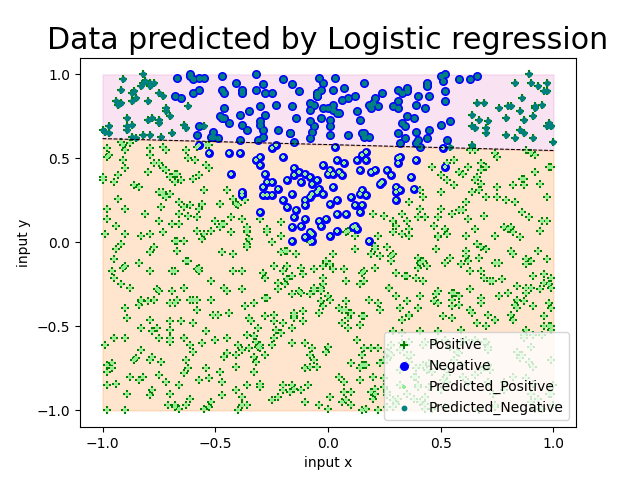 Data predicted by Logistic regression
1.0
0.5
0.0
−0.5
−1.0
input y
Positive
Negative
Predicted_Positive
Predicted_Negative
−1.0 −0.5 0.0 0.5 1.0
input x